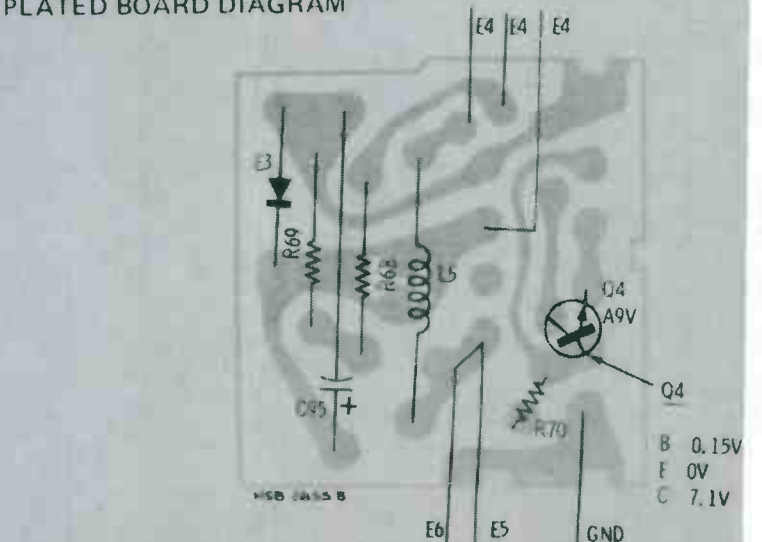 PLATED BOARD DIAGRAM
E4 E4 E4
E3
R69
R68
L5
Q4
A9V
C95 +
R70
Q4
B 0.15V
E 0V
C 7.1V
E6 E5 GND